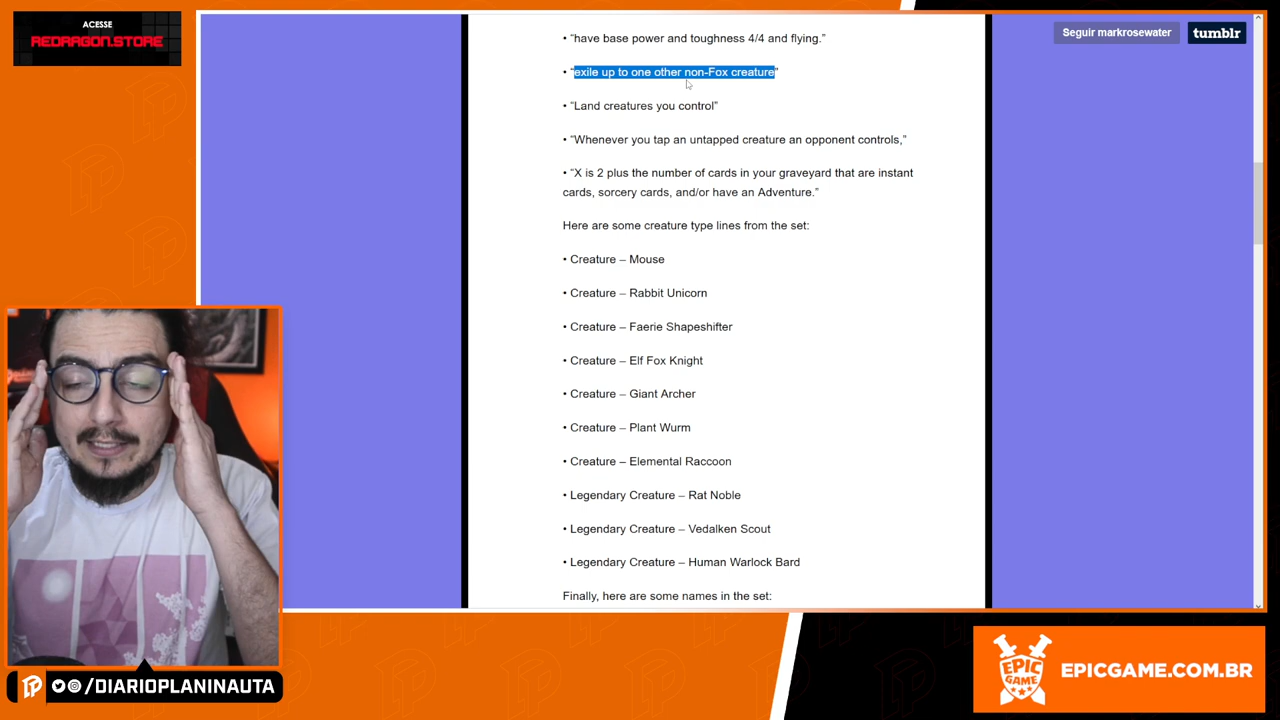 ACESSE
REDRAGON.STORE
Seguir markrosewater
tumblr
• “have base power and toughness 4/4 and flying.”
• “exile up to one other non-Fox creature”
• “Land creatures you control”
• “Whenever you tap an untapped creature an opponent controls,”
• “X is 2 plus the number of cards in your graveyard that are instant
cards, sorcery cards, and/or have an Adventure.”
Here are some creature type lines from the set:
• Creature – Mouse
• Creature – Rabbit Unicorn
• Creature – Faerie Shapeshifter
• Creature – Elf Fox Knight
• Creature – Giant Archer
• Creature – Plant Wurm
• Creature – Elemental Raccoon
• Legendary Creature – Rat Noble
• Legendary Creature – Vedalken Scout
• Legendary Creature – Human Warlock Bard
Finally, here are some names in the set:
/DIARIOPLANINAUTA
EPIC
GAME
EPICGAME.COM.BR